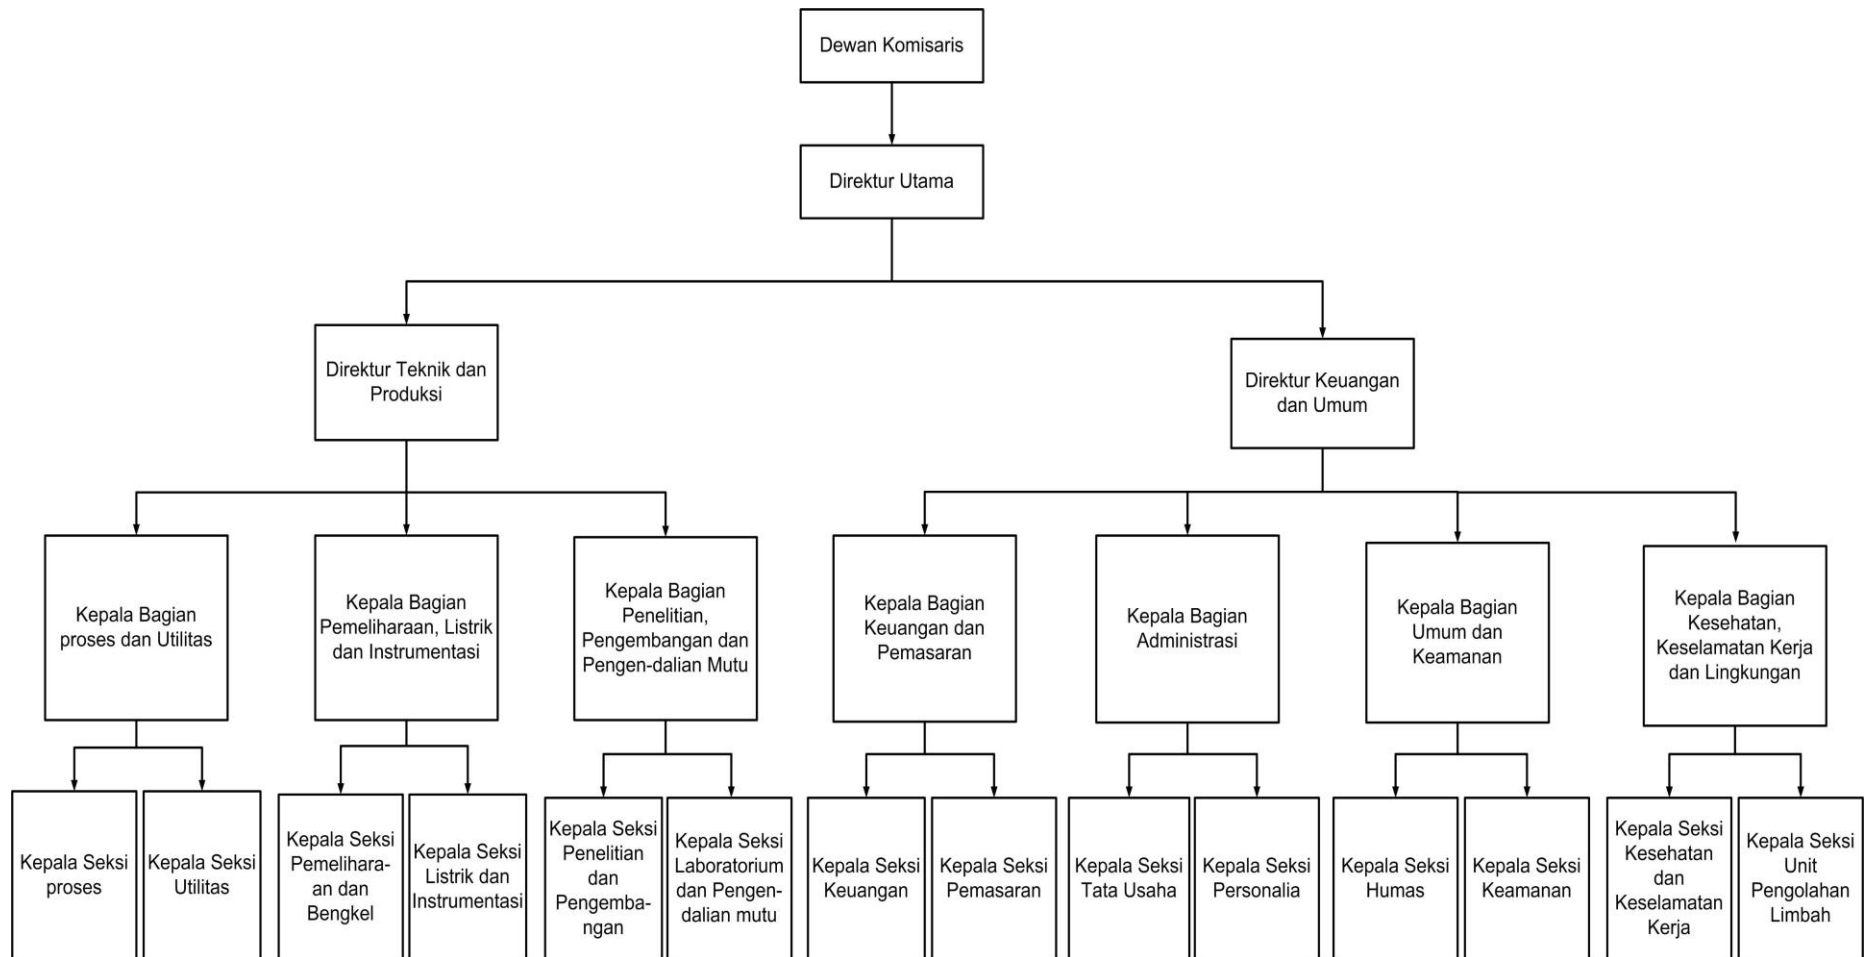 Dewan Komisaris
Direktur Utama
Direktur Teknik dan
Produksi
Direktur Keuangan
dan Umum
Kepala Bagian
proses dan Utilitas
Kepala Bagian
Pemeliharaan, Listrik
dan Instrumentasi
Kepala Bagian
Penelitian,
Pengembangan dan
Pengen-dalian Mutu
Kepala Bagian
Keuangan dan
Pemasaran
Kepala Bagian
Administrasi
Kepala Bagian
Umum dan
Keamanan
Kepala Bagian
Kesehatan,
Keselamatan Kerja
dan Lingkungan
Kepala Seksi
proses
Kepala Seksi
Utilitas
Kepala Seksi
Pemelihara-
an dan
Bengkel
Kepala Seksi
Listrik dan
Instrumentasi
Kepala Seksi
Penelitian
dan
Pengemba-
ngan
Kepala Seksi
Laboratorium
dan Pengen-
dalian mutu
Kepala Seksi
Keuangan
Kepala Seksi
Pemasaran
Kepala Seksi
Tata Usaha
Kepala Seksi
Personalia
Kepala Seksi
Humas
Kepala Seksi
Keamanan
Kepala Seksi
Kesehatan
dan
Keselamatan
Kerja
Kepala Seksi
Unit
Pengolahan
Limbah